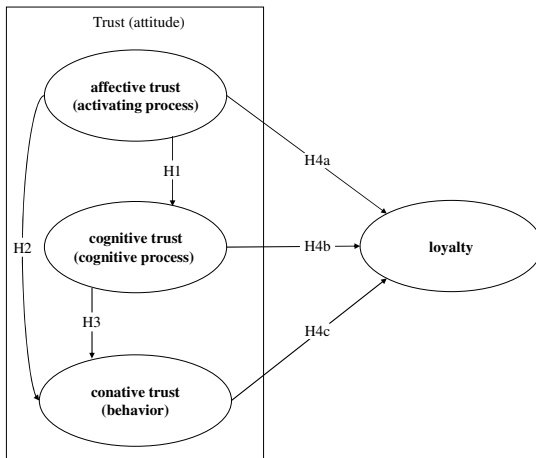 Trust (attitude)
affective trust
(activating process)
H4a
H1
cognitive trust
(cognitive process)
H2
H4b
loyalty
H3
H4c
conative trust
(behavior)